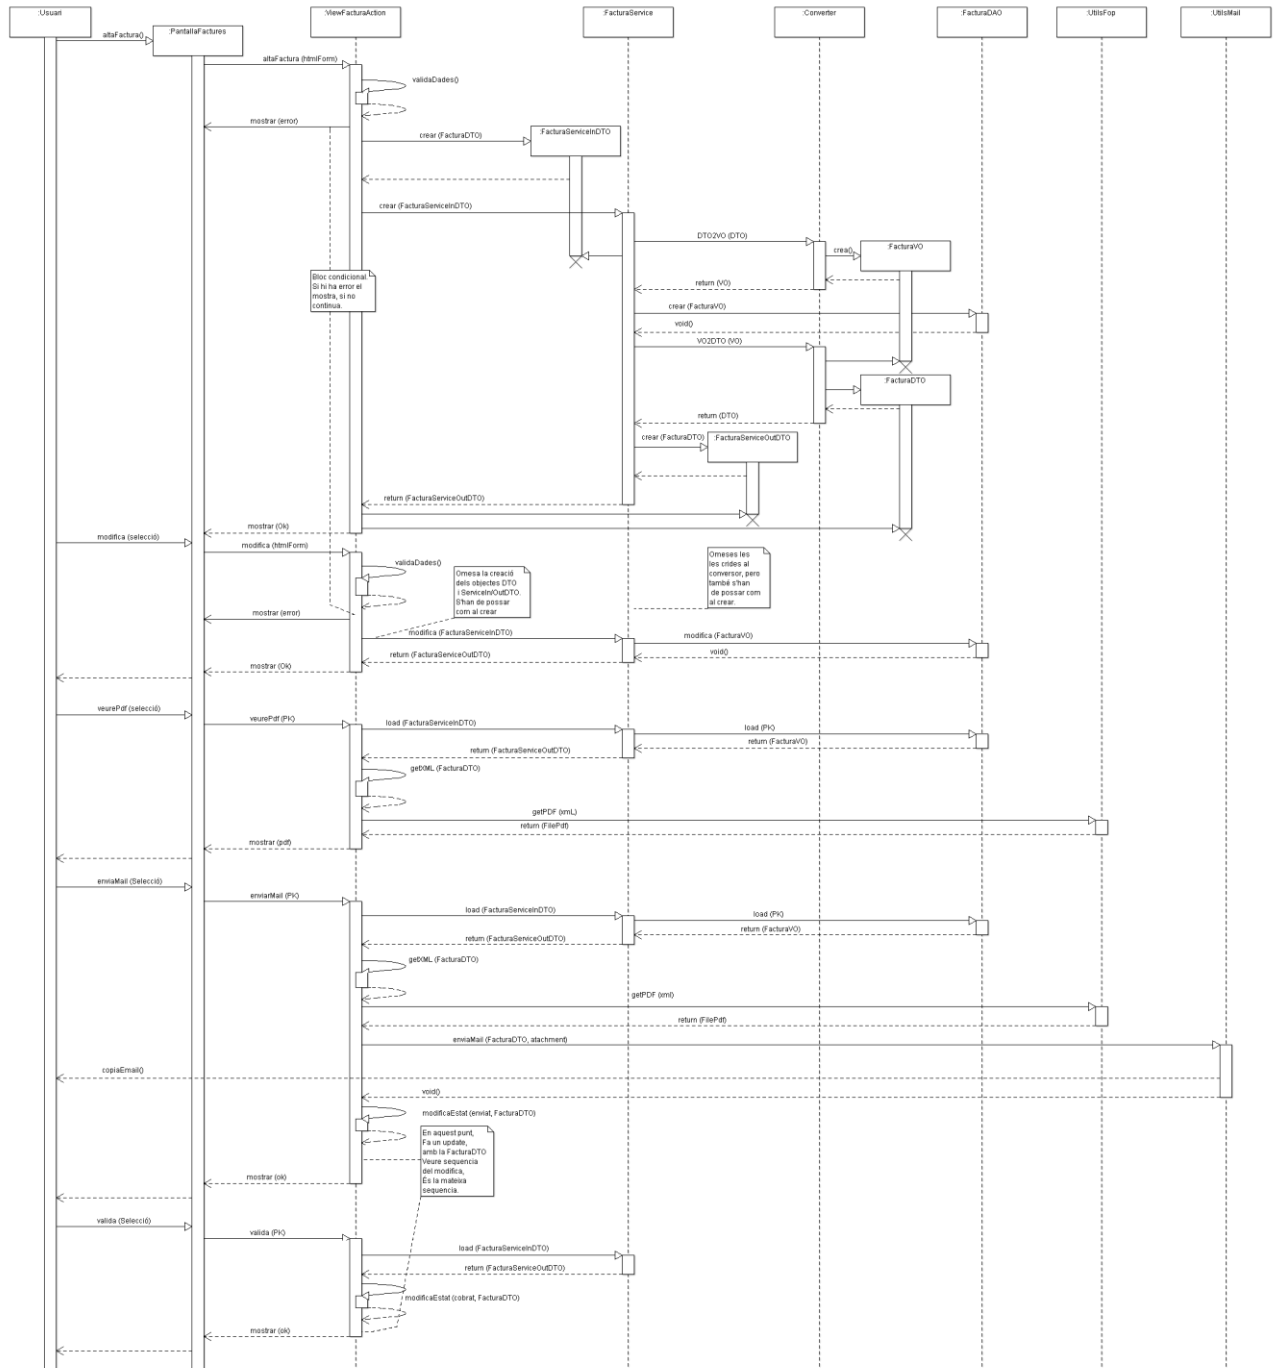 :Usuari
:ViewFacturaAction
:FacturaService
:Converter
:FacturaDAO
:UtilsFop
:UtilsMail
altaFactura()
:PantallaFactures
altaFactura (htmlForm)
validaDades()
mostrar (error)
crear (FacturaDTO)
:FacturaServiceInDTO
crear (FacturaServiceInDTO)
DTO2VO (DTO)
crea()
:FacturaVO
Bloc condicional.
Si hi ha error el
mostra, si no
continua.
return (VO)
crear (FacturaVO)
void()
VO2DTO (VO)
:FacturaDTO
return (DTO)
crear (FacturaDTO)
:FacturaServiceOutDTO
return (FacturaServiceOutDTO)
mostrar (Ok)
modifica (selecció)
modifica (htmlForm)
validaDades()
Omesa la creació
dels objectes DTO
i ServiceIn/OutDTO.
S'han de possar
com al crear
Omeses les
les crides al
conversor, pero
també s'han
de possar com
al crear.
mostrar (error)
modifica (FacturaServiceInDTO)
modifica (FacturaVO)
void()
return (FacturaServiceOutDTO)
mostrar (Ok)
veurePdf (selecció)
veurePdf (PK)
load (FacturaServiceInDTO)
load (PK)
return (FacturaVO)
return (FacturaServiceOutDTO)
getXML (FacturaDTO)
getPDF (xmL)
return (FilePdf)
mostrar (pdf)
enviaMail (Selecció)
enviarMail (PK)
load (FacturaServiceInDTO)
load (PK)
return (FacturaVO)
return (FacturaServiceOutDTO)
getXML (FacturaDTO)
getPDF (xml)
return (FilePdf)
enviaMail (FacturaDTO, atachment)
copiaEmail()
void()
modificaEstat (enviat, FacturaDTO)
En aquest punt,
Fa un update,
amb la FacturaDTO
Veure sequencia
del modifica,
És la mateixa
sequencia.
mostrar (ok)
valida (Selecció)
valida (PK)
load (FacturaServiceInDTO)
return (FacturaServiceOutDTO)
modificaEstat (cobrat, FacturaDTO)
mostrar (ok)